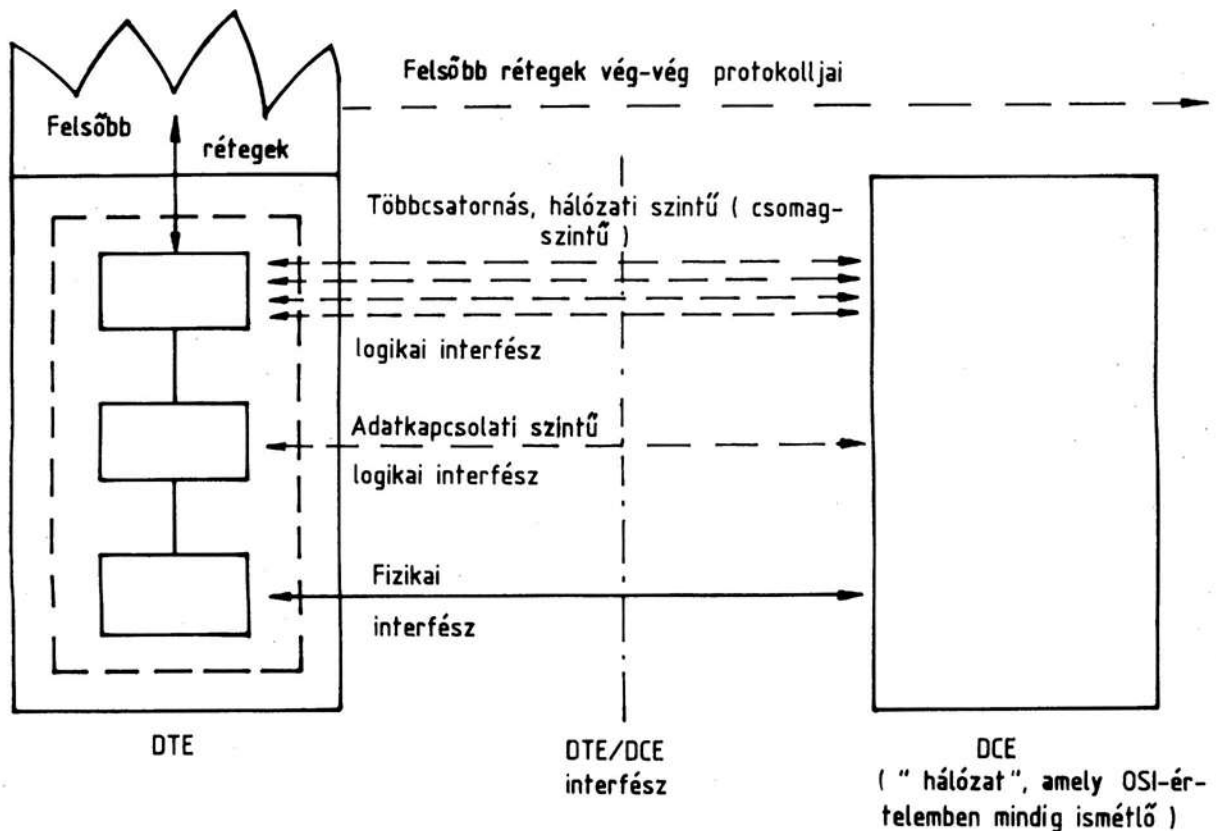 Felsőbb rétegek vég-vég protokolljai
Felsőbb
rétegek
Többcsatornás, hálózati szintű ( csomag-
szintű )
logikai interfész
Adatkapcsolati szintű
logikai interfész
Fizikai
interfész
DTE
DTE/DCE
interfész
DCE
( " hálózat ", amely OSI-ér-
telemben mindig ismétlő )